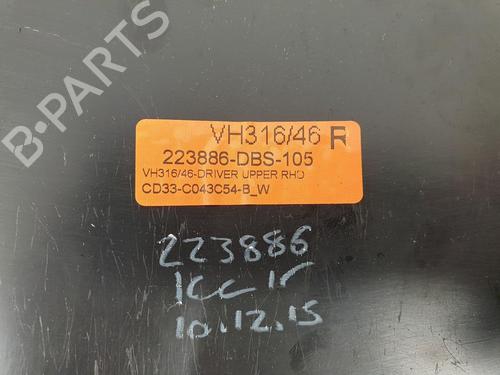 B-PARTS
VH316/46 R
223886-DBS-105
VH316/46-DRIVER UPPER RHD
CD33-C043C54-B_W
223886
10.12.15